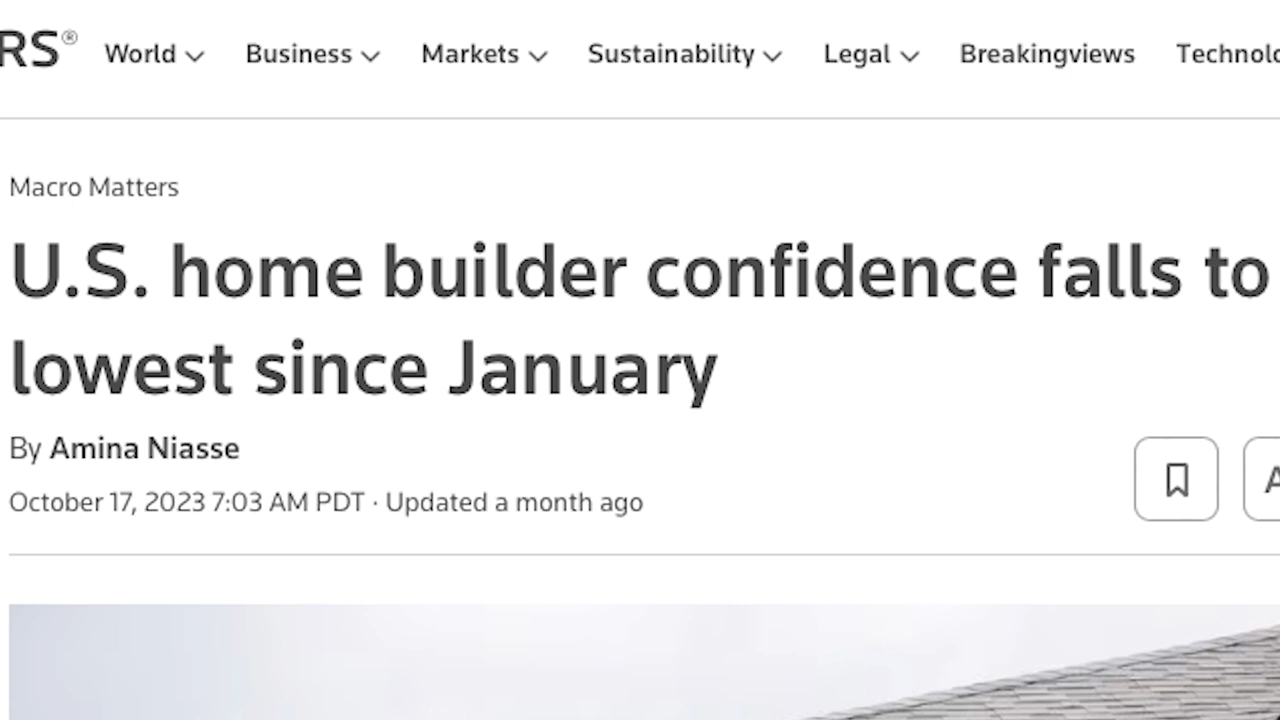 RS® World Business Markets Sustainability Legal Breakingviews
Macro Matters
U.S. home builder confidence falls to
lowest since January
By Amina Niasse
October 17, 2023 7:03 AM PDT · Updated a month ago